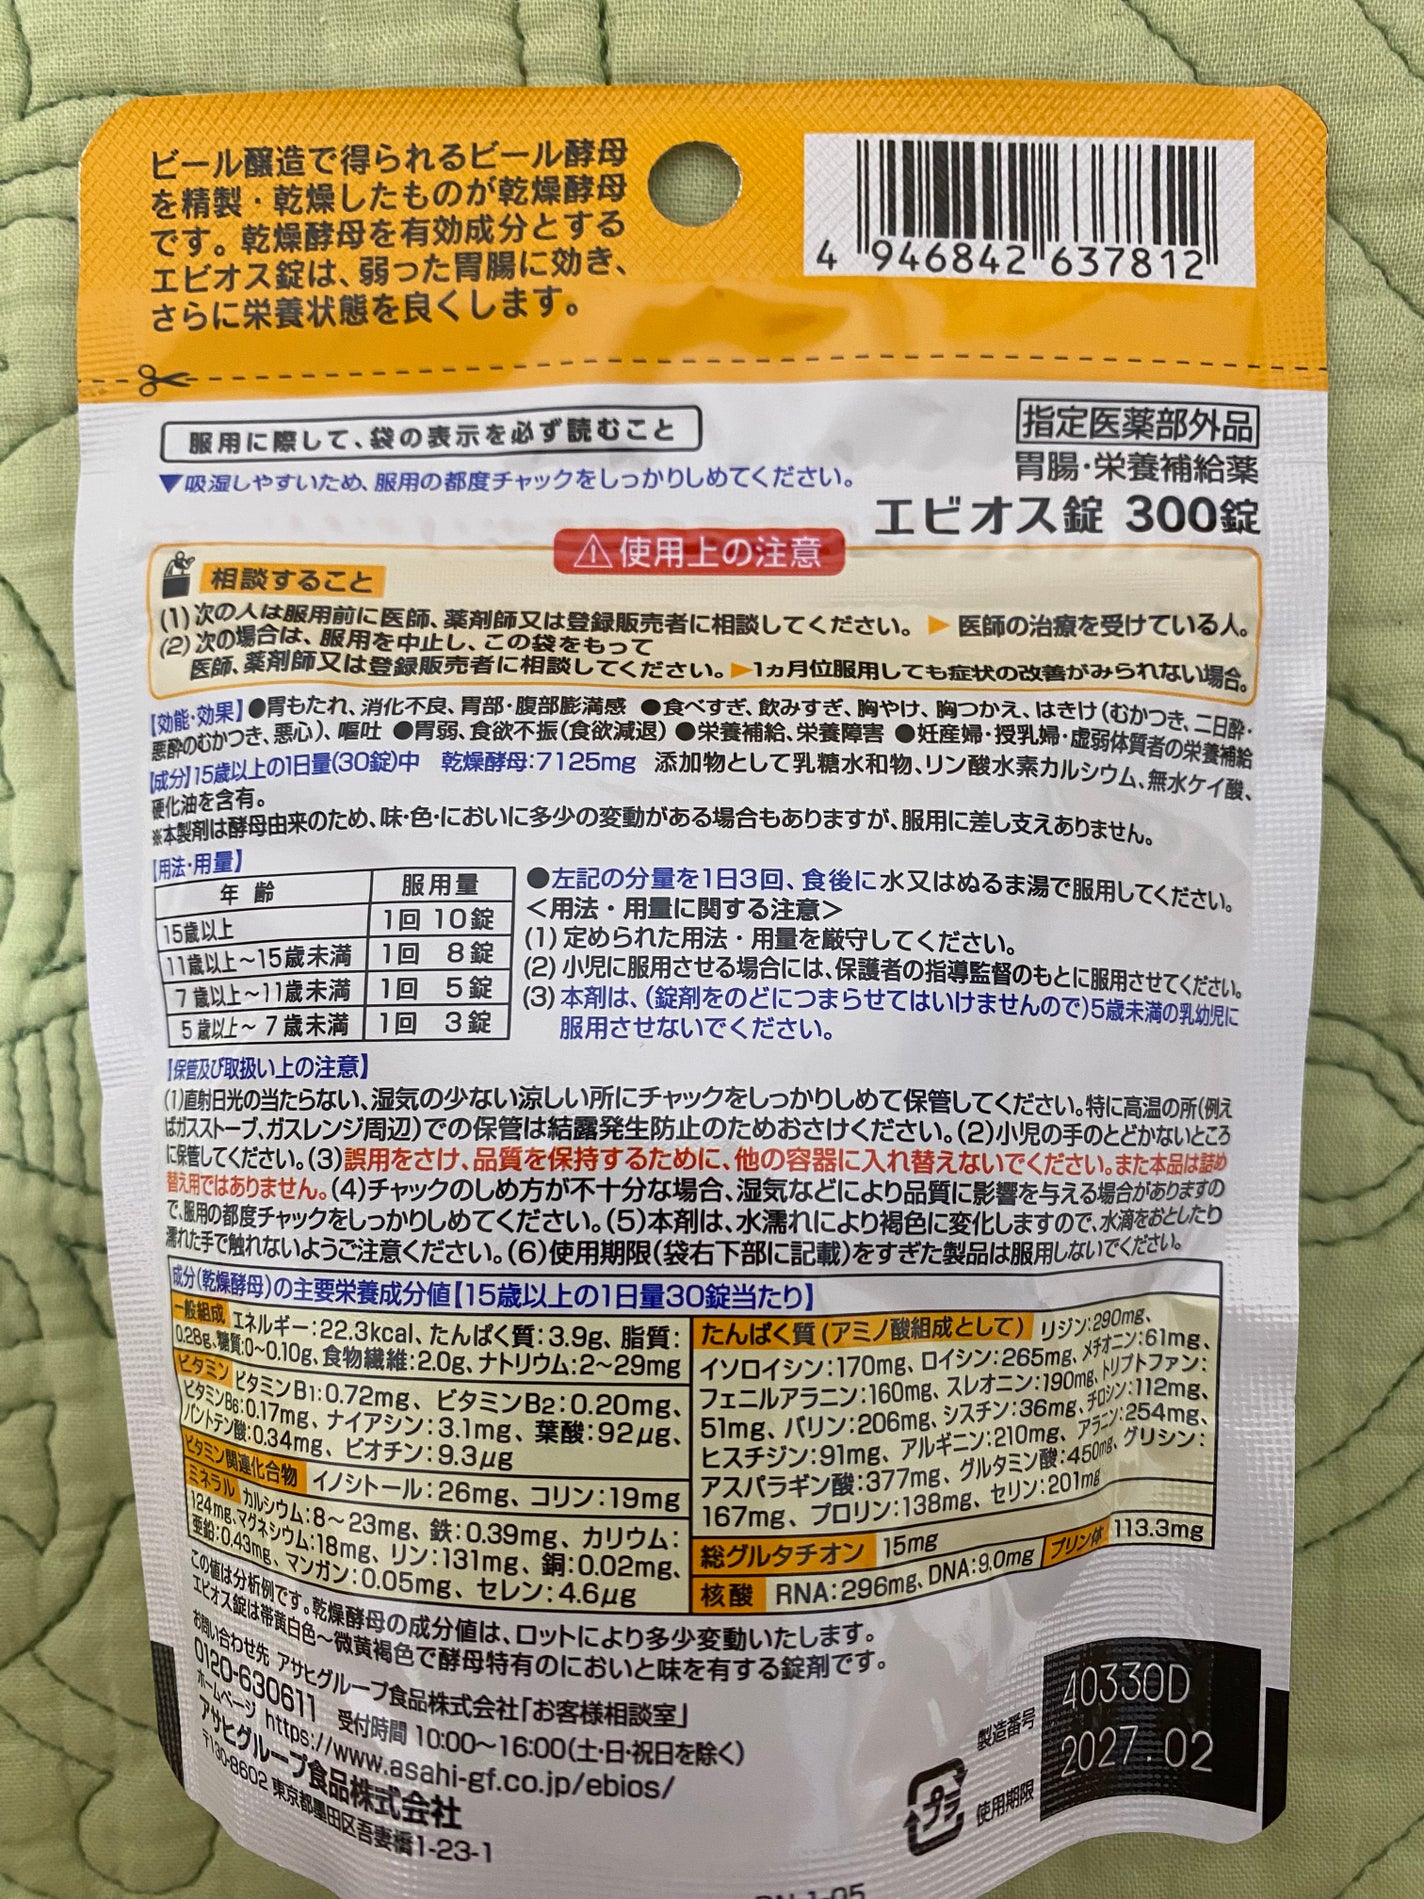 ビール醸造で得られるビール酵母
を精製・乾燥したものが乾燥酵母
です。乾燥酵母を有効成分とする
エビオス錠は、弱った胃腸に効き、
さらに栄養状態を良くします。
4 946842 637812
服用に際して、袋の表示を必ず読むこと
▼吸湿しやすいため、服用の都度チャックをしっかりしめてください。
指定医薬部外品
胃腸・栄養補給薬
エビオス錠 300錠
⚠使用上の注意
相談すること
(1)次の人は服用前に医師、薬剤師又は登録販売者に相談してください。▶医師の治療を受けている人。
(2)次の場合は、服用を中止し、この袋をもって
医師、薬剤師又は登録販売者に相談してください。▶1ヵ月位服用しても症状の改善がみられない場合。
【効能・効果】●胃もたれ、消化不良、胃部・腹部膨満感 ●食べすぎ、飲みすぎ、胸やけ、胸つかえ、はきけ(むかつき、二日酔・
悪酔のむかつき、悪心)、嘔吐 ●胃弱、食欲不振(食欲減退) ●栄養補給、栄養障害 ●妊産婦・授乳婦・虚弱体質者の栄養補給
【成分】15歳以上の1日量(30錠)中 乾燥酵母:7125mg 添加物として乳糖水和物、リン酸水素カルシウム、無水ケイ酸、
硬化油を含有。
※本製剤は酵母由来のため、味・色・においに多少の変動がある場合もありますが、服用に差し支えありません。
【用法・用量】
年齢 服用量
15歳以上 1回 10錠
11歳以上～15歳未満 1回 8錠
7歳以上～11歳未満 1回 5錠
5歳以上～7歳未満 1回 3錠
●左記の分量を1日3回、食後に水又はぬるま湯で服用してください。
＜用法・用量に関する注意＞
(1)定められた用法・用量を厳守してください。
(2)小児に服用させる場合には、保護者の指導監督のもとに服用させてください。
(3)本剤は、(錠剤をのどにつまらせてはいけませんので)5歳未満の乳幼児に
服用させないでください。
【保管及び取扱い上の注意】
(1)直射日光の当たらない、湿気の少ない涼しい所にチャックをしっかりしめて保管してください。特に高温の所(例え
ばガスストーブ、ガスレンジ周辺)での保管は結露発生防止のためおさけください。(2)小児の手のとどかないところ
に保管してください。(3)誤用をさけ、品質を保持するために、他の容器に入れ替えないでください。また本品は詰め
替え用ではありません。(4)チャックのしめ方が不十分な場合、湿気などにより品質に影響を与える場合がありますの
で、服用の都度チャックをしっかりしめてください。(5)本剤は、水濡れにより褐色に変化しますので、水滴をおとしたり
濡れた手で触れないようご注意ください。(6)使用期限(袋右下部に記載)をすぎた製品は服用しないでください。
成分(乾燥酵母)の主要栄養成分値【15歳以上の1日量30錠当たり】
一般組成 エネルギー:22.3kcal、たんぱく質:3.9g、脂質:
0.28g、糖質:0～0.10g、食物繊維:2.0g、ナトリウム:2～29mg
ビタミン ビタミンB1:0.72mg、ビタミンB2:0.20mg、
ビタミンB6:0.17mg、ナイアシン:3.1mg、葉酸:92μg、
パントテン酸:0.34mg、ビオチン:9.3μg
ビタミン関連化合物 イノシトール:26mg、コリン:19mg
ミネラル カルシウム:8～23mg、鉄:0.39mg、カリウム:
124mg、マグネシウム:18mg、リン:131mg、銅:0.02mg、
亜鉛:0.43mg、マンガン:0.05mg、セレン:4.6μg
たんぱく質(アミノ酸組成として) リジン:290mg、
イソロイシン:170mg、ロイシン:265mg、メチオニン:61mg、
フェニルアラニン:160mg、スレオニン:190mg、トリプトファン:
51mg、バリン:206mg、シスチン:36mg、チロシン:112mg、
ヒスチジン:91mg、アルギニン:210mg、アラニン:254mg、
アスパラギン酸:377mg、グルタミン酸:450mg、グリシン:
167mg、プロリン:138mg、セリン:201mg
総グルタチオン 15mg
核酸 RNA:296mg、DNA:9.0mg プリン体 113.3mg
この値は分析例です。乾燥酵母の成分値は、ロットにより多少変動いたします。
エビオス錠は帯黄白色～微黄褐色で酵母特有のにおいと味を有する錠剤です。
お問い合わせ先 アサヒグループ食品株式会社「お客様相談室」
0120-630611 受付時間 10:00～16:00(土・日・祝日を除く)
ホームページ https://www.asahi-gf.co.jp/ebios/
アサヒグループ食品株式会社
〒130-8602 東京都墨田区吾妻橋1-23-1
プラ
製造番号 40330D
使用期限 2027.02